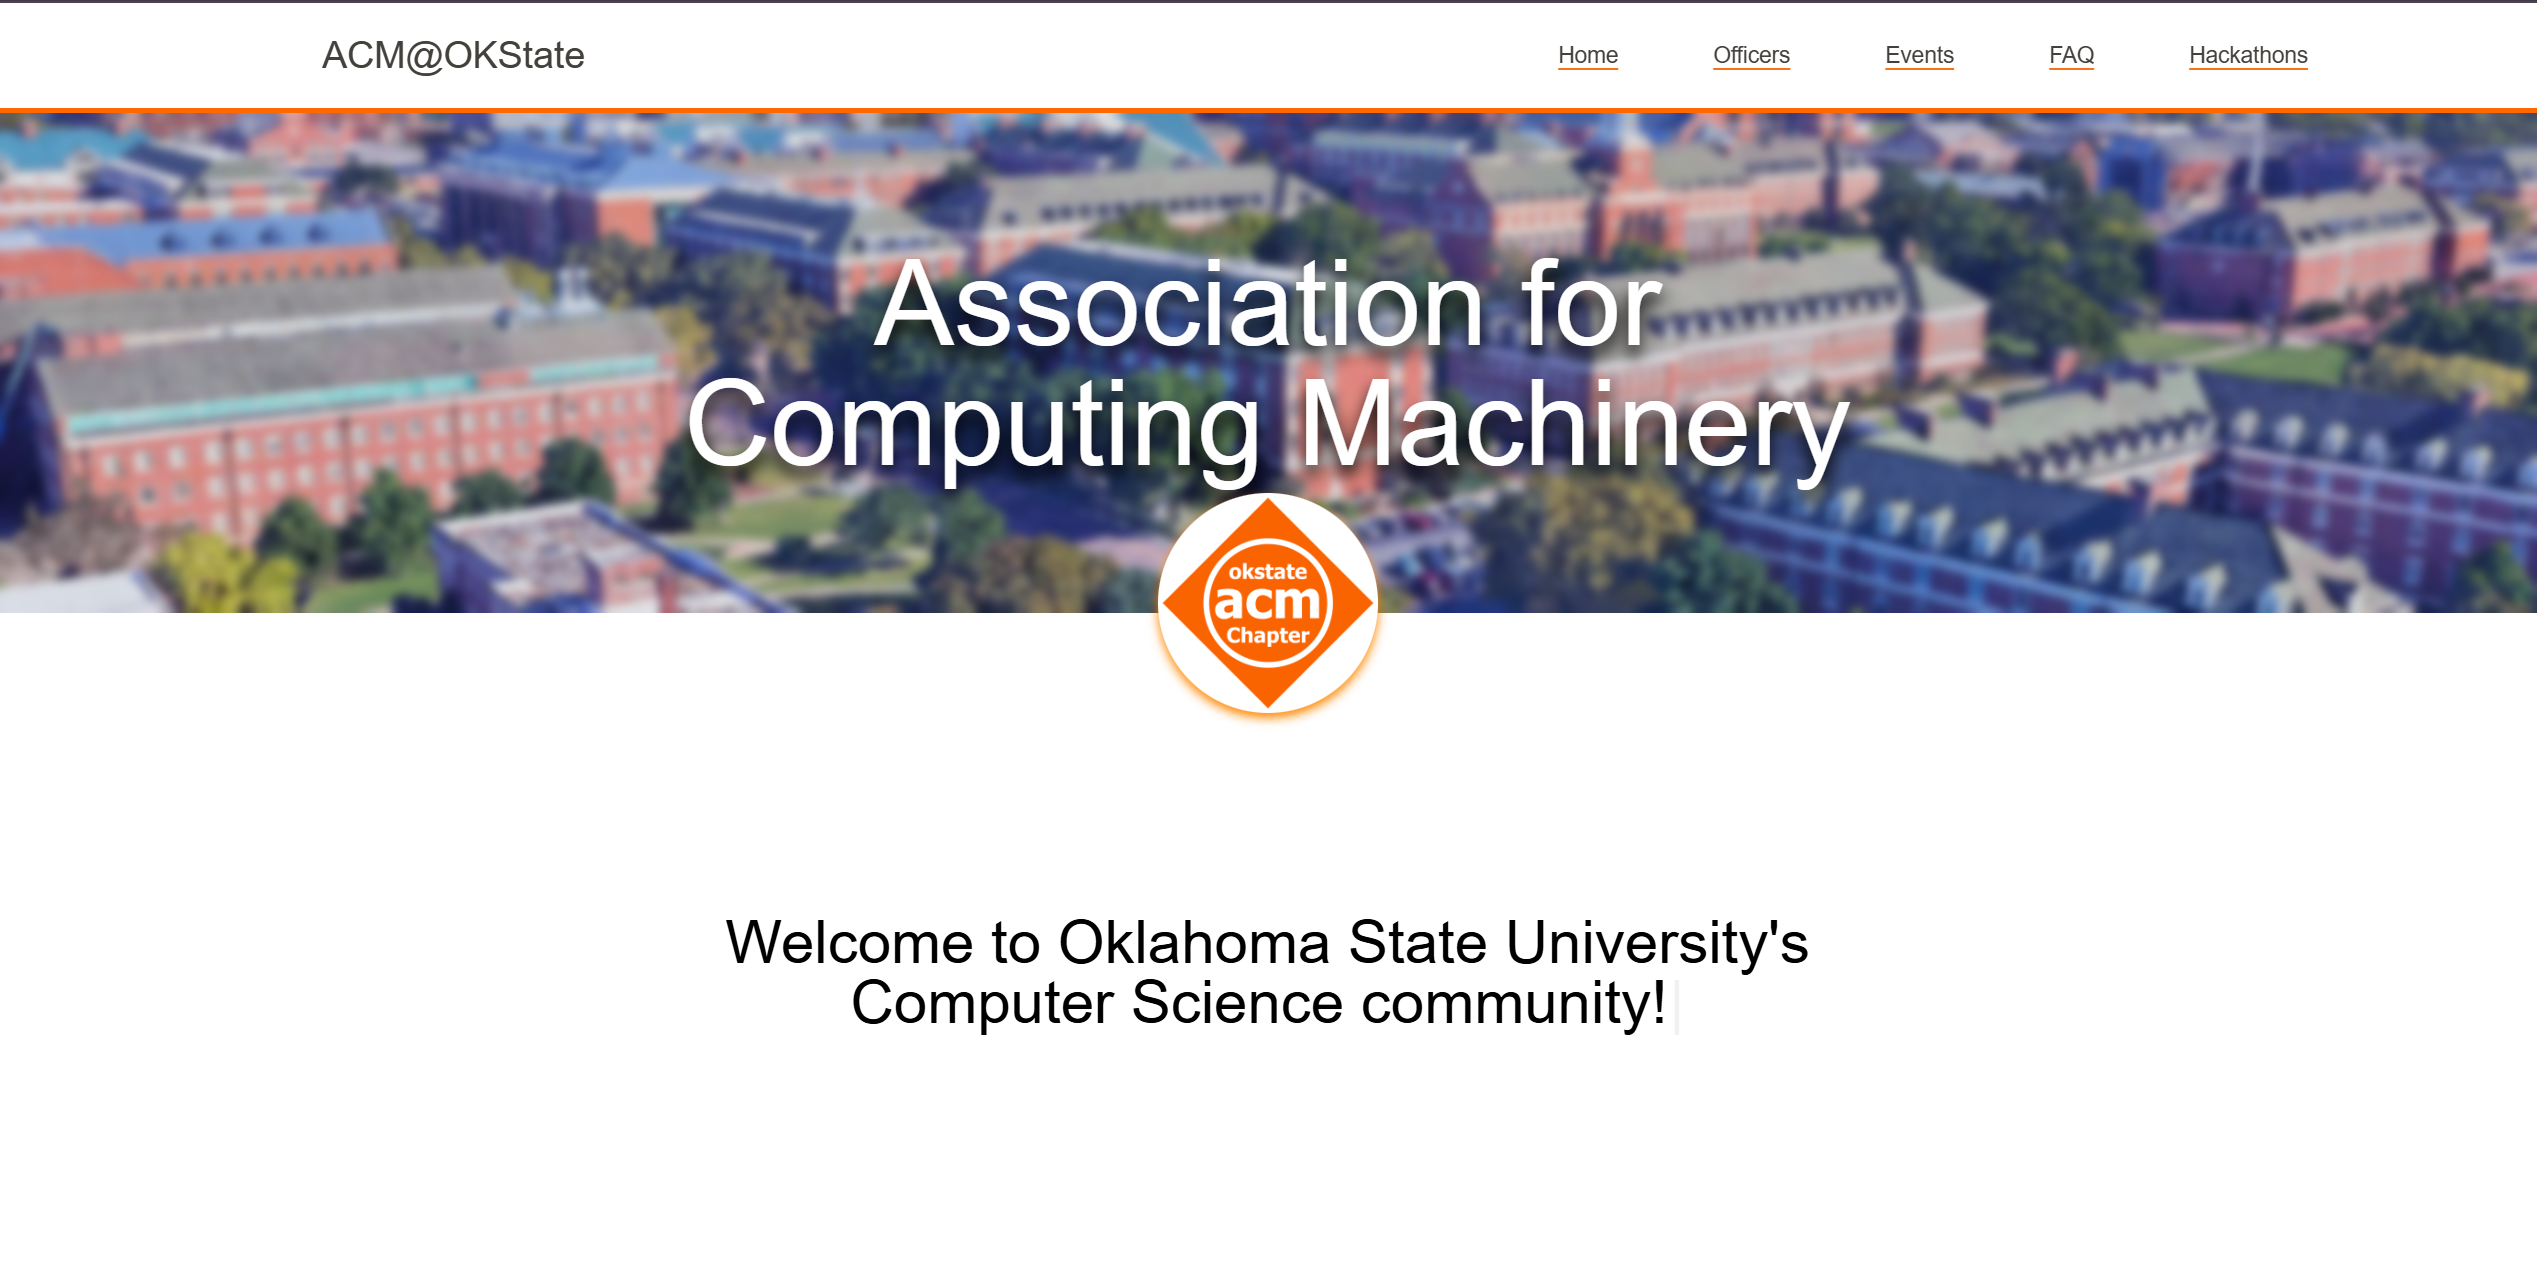 ACM@OKState
Home Officers Events FAQ Hackathons
Association for
Computing Machinery
okstate
acm
Chapter
Welcome to Oklahoma State University's
Computer Science community!